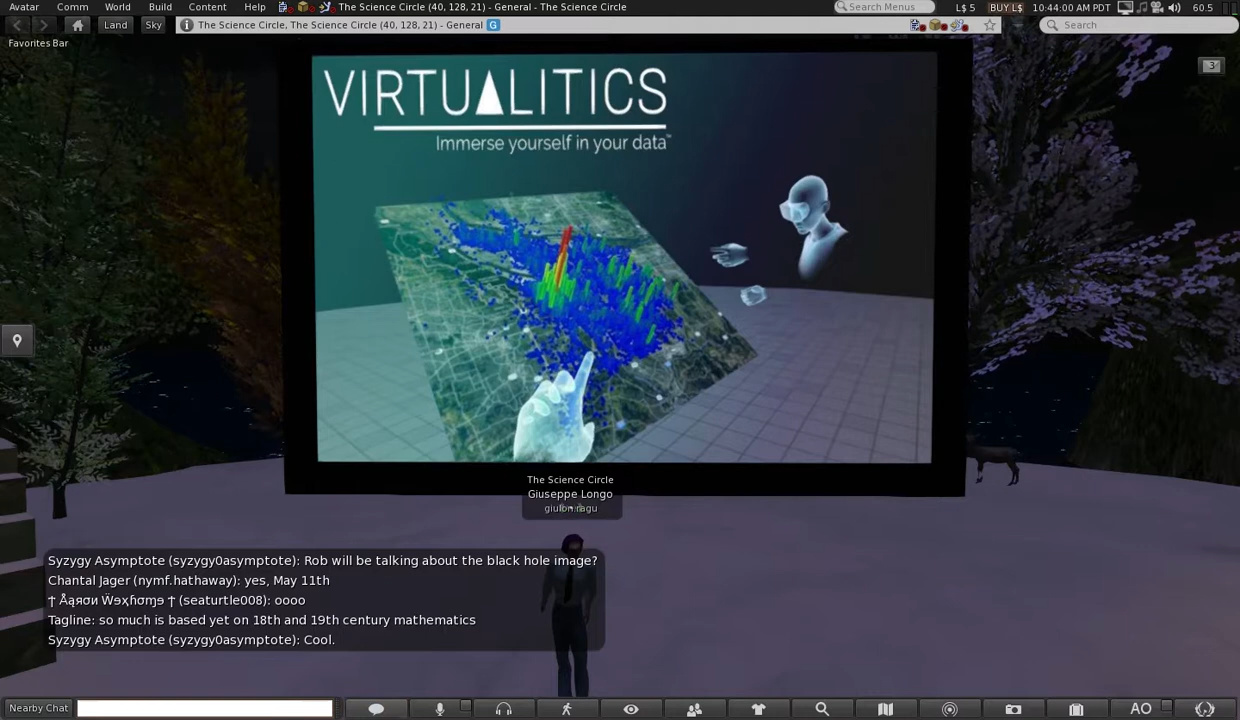 Avatar Comm World Build Content Help The Science Circle, The Science Circle (40, 128, 21) - General - The Science Circle Search Menus L$ 5 BUY L$ 10:44:00 AM PDT 60.5
Land Sky The Science Circle, The Science Circle (40, 128, 21) - General G Search
Favorites Bar
3
VIRTUALITICS
Immerse yourself in your data™
The Science Circle
Giuseppe Longo
Syzygy Asymptote (syzygy0asymptote): Rob will be talking about the black hole image?
Chantal Jager (nymf.hathaway): yes, May 11th
(seaturtle008): oooo
Tagline: so much is based yet on 18th and 19th century mathematics
Syzygy Asymptote (syzygy0asymptote): Cool.
Nearby Chat AO